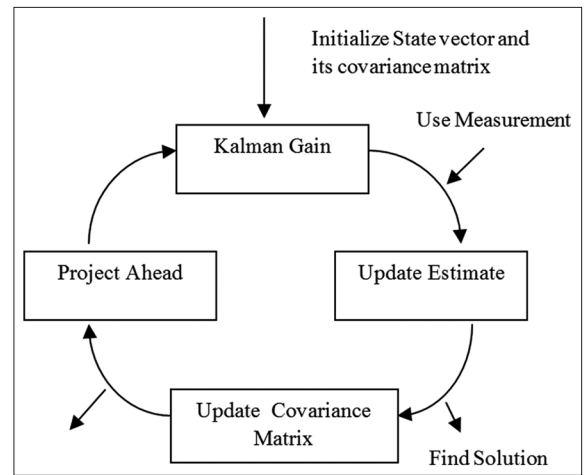 Initialize State vector and
its covariance matrix
Use Measurement
Kalman Gain
Project Ahead
Update Estimate
Update Covariance
Matrix
Find Solution